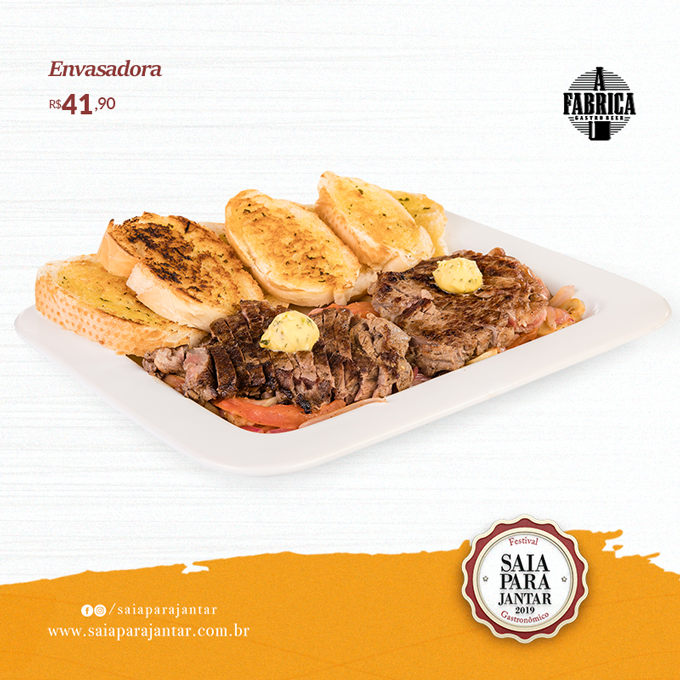 Envasadora
R$41,90
A
FABRICA
GASTRO BEER
Festival
SAIA
PARA
JANTAR
2019
Gastronômico
/saiaparajantar
www.saiaparajantar.com.br